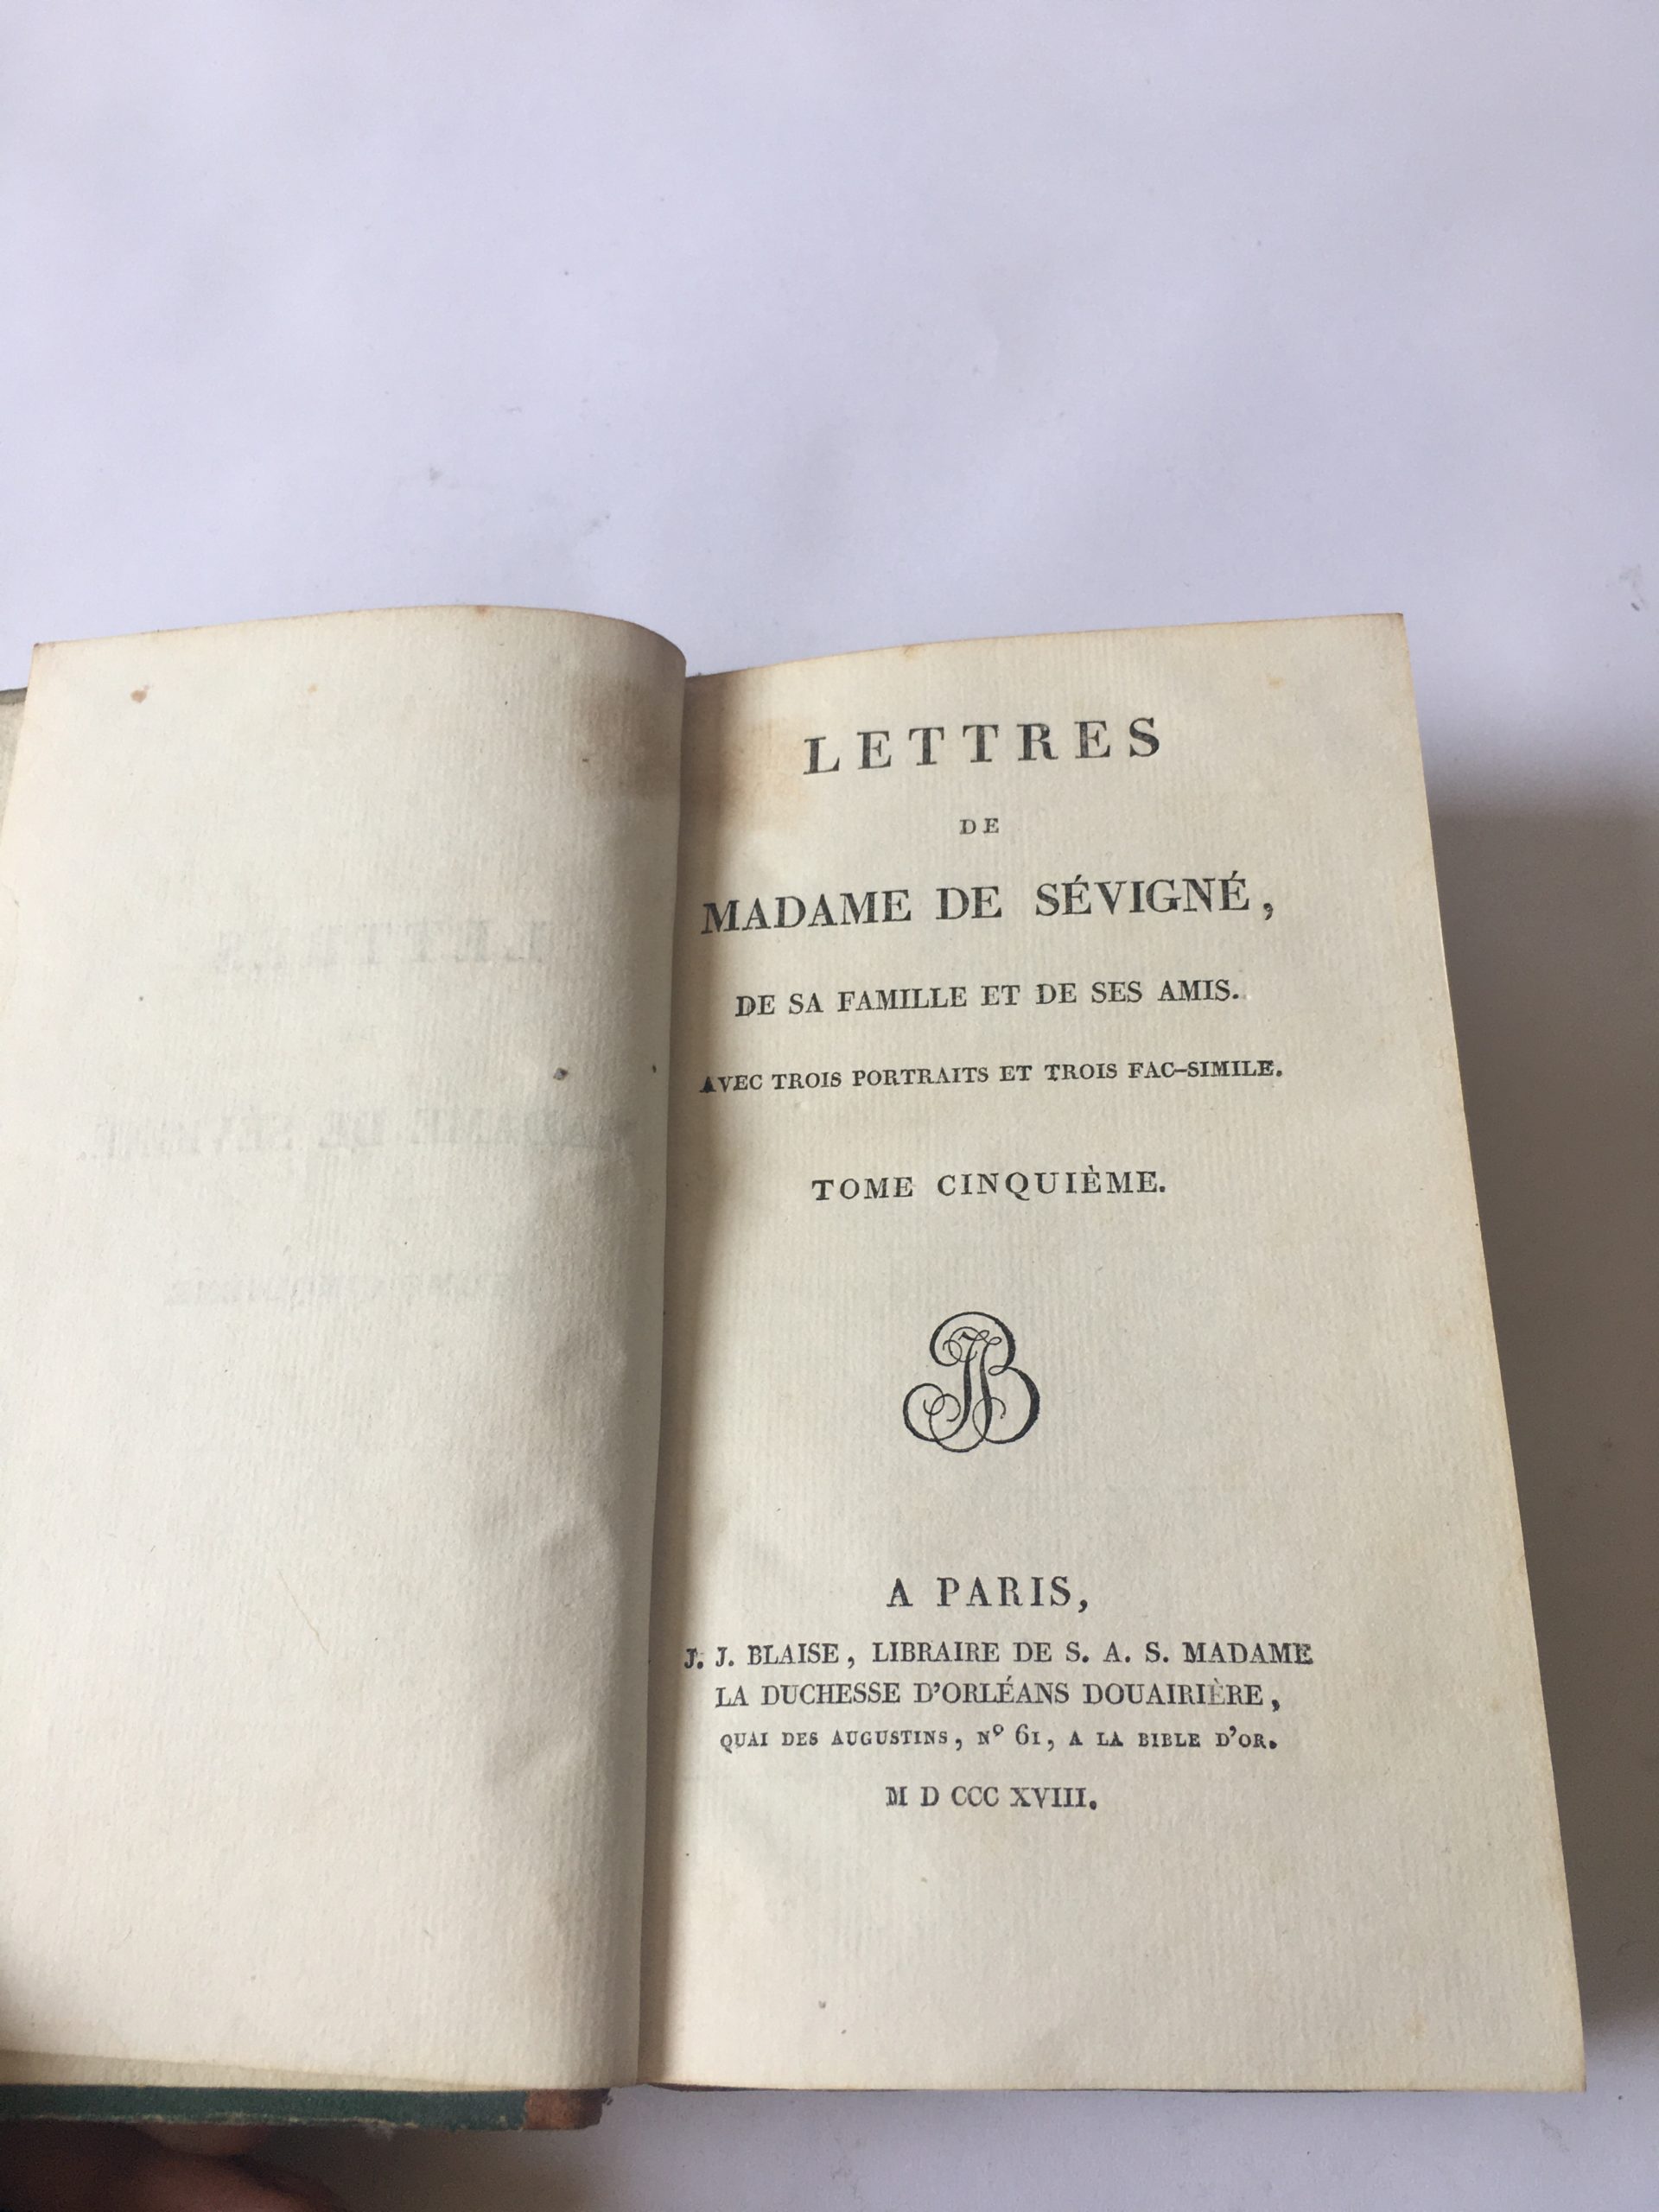 LETTRES
DE
MADAME DE SÉVIGNÉ,
DE SA FAMILLE ET DE SES AMIS.
AVEC TROIS PORTRAITS ET TROIS FAC-SIMILE.
TOME CINQUIÈME.
JJB
A PARIS,
J. J. BLAISE, LIBRAIRE DE S. A. S. MADAME
LA DUCHESSE D'ORLÉANS DOUAIRIÈRE,
QUAI DES AUGUSTINS, Nº 61, A LA BIBLE D'OR.
M D CCC XVIII.